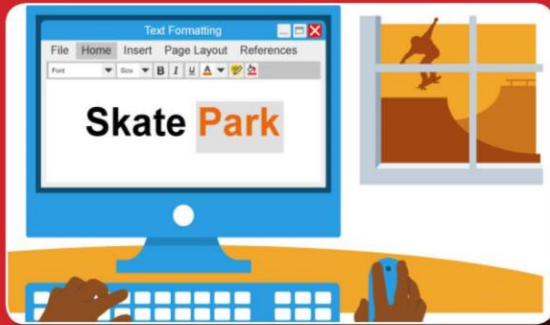 Text Formatting
File Home Insert Page Layout References
Font Size B I U A
Skate Park